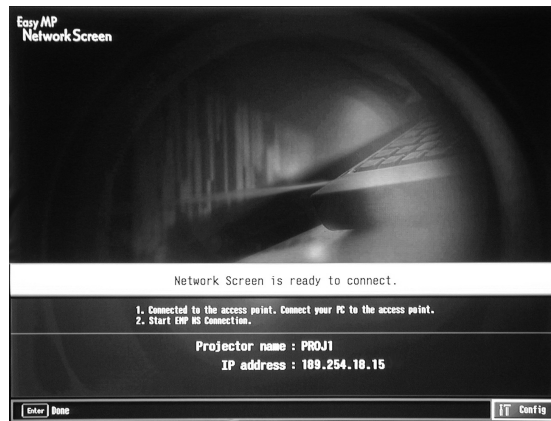 Easy MP
Network Screen
Network Screen is ready to connect.
1. Connected to the access point. Connect your PC to the access point.
2. Start EMP NS Connection.
Projector name : PROJ1
IP address : 189.254.18.15
Enter Done
Config